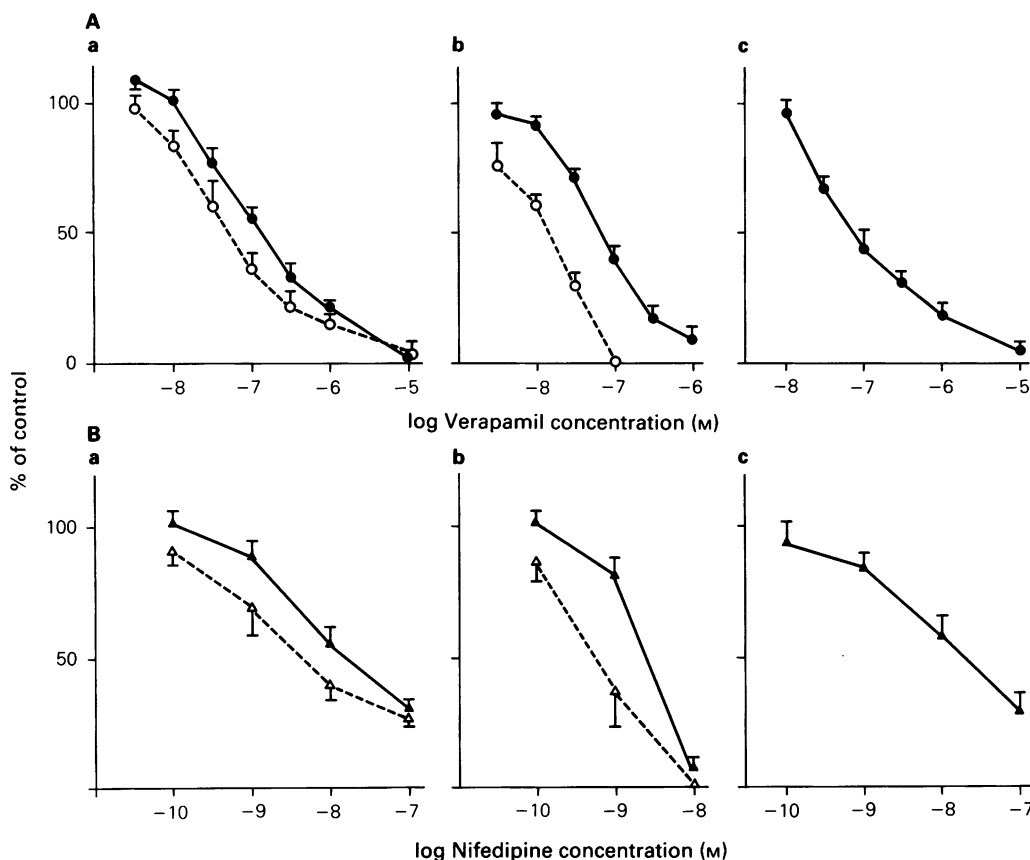 A
a b c
100
50
0
−8 −7 −6 −5
−8 −7 −6
−8 −7 −6 −5
log Verapamil concentration (M)
% of control
B
a b c
100
50
−10 −9 −8 −7
−10 −9 −8
−10 −9 −8 −7
log Nifedipine concentration (M)